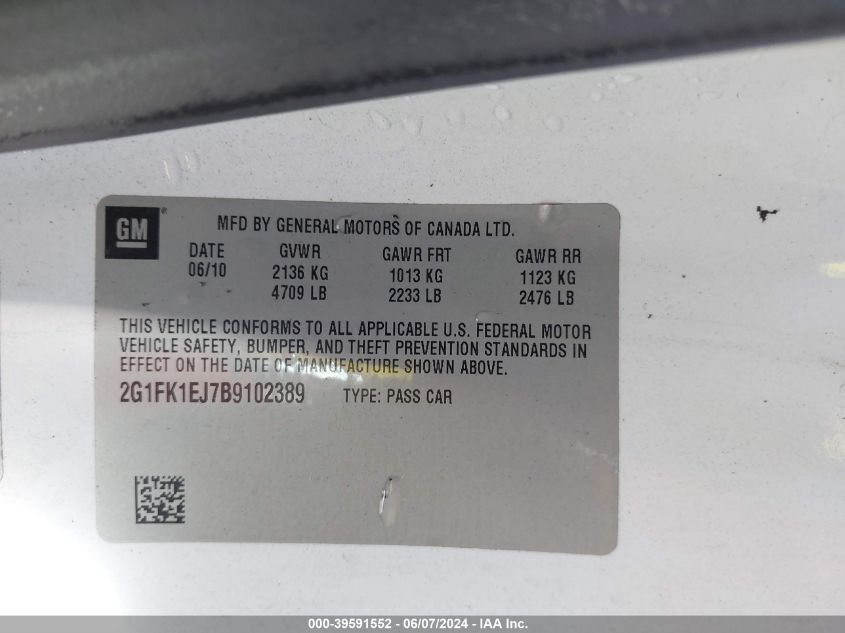 GM®
MFD BY GENERAL MOTORS OF CANADA LTD.
DATE GVWR GAWR FRT GAWR RR
06/10 2136 KG 1013 KG 1123 KG
4709 LB 2233 LB 2476 LB
THIS VEHICLE CONFORMS TO ALL APPLICABLE U.S. FEDERAL MOTOR
VEHICLE SAFETY, BUMPER, AND THEFT PREVENTION STANDARDS IN
EFFECT ON THE DATE OF MANUFACTURE SHOWN ABOVE.
2G1FK1EJ7B9102389 TYPE: PASS CAR
000-39591552 - 06/07/2024 - IAA Inc.